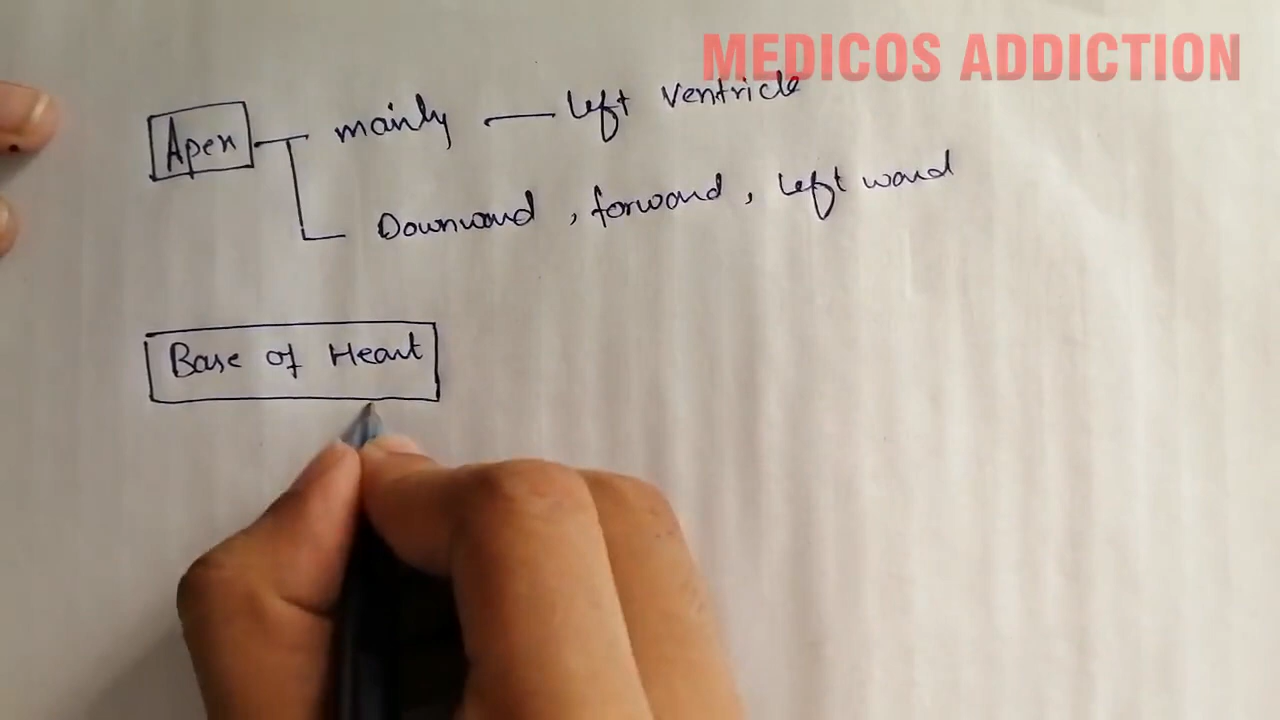 MEDICOS ADDICTION
Apex mainly — left ventricle
Downward, forward, left ward
Base of Heart